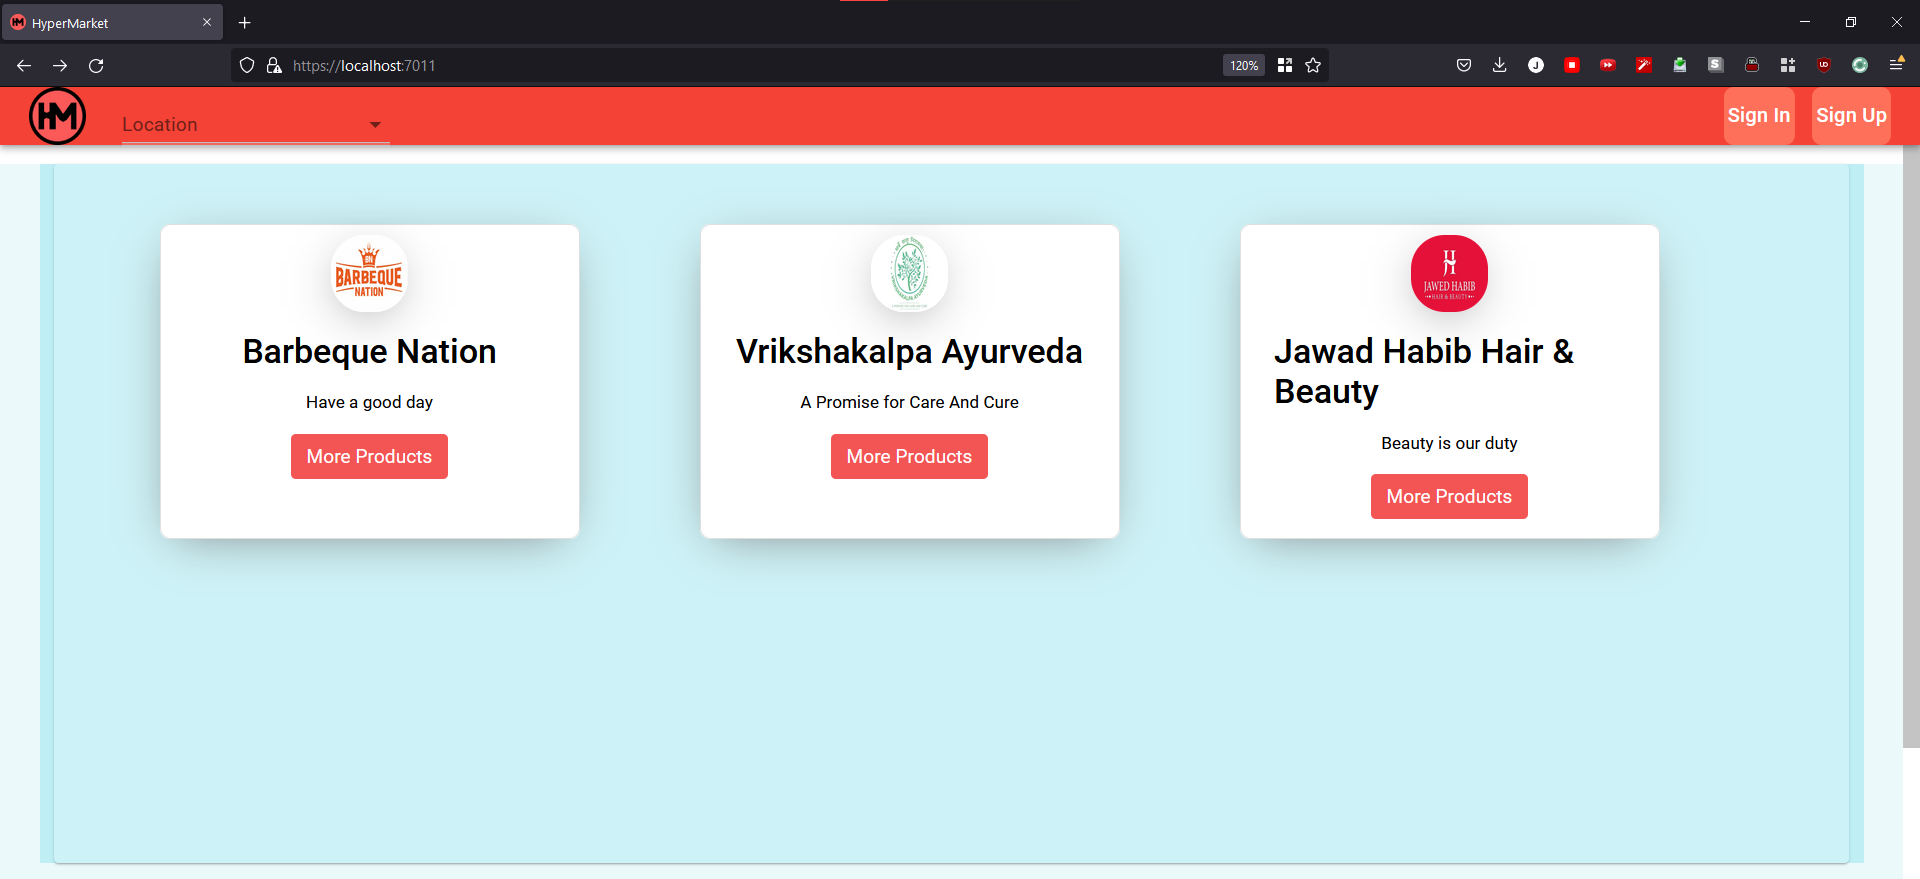 HM HyperMarket
https://localhost:7011
120%
HM
Location
Sign In
Sign Up
BN
BARBEQUE
NATION
Barbeque Nation
Have a good day
More Products
Vrikshakalpa Ayurveda
A Promise for Care And Cure
More Products
JAWED HABIB
HAIR & BEAUTY
Jawad Habib Hair &
Beauty
Beauty is our duty
More Products